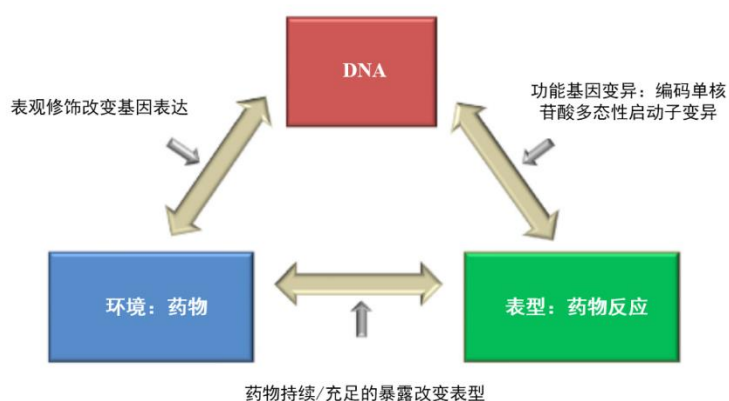 DNA
表观修饰改变基因表达
功能基因变异：编码单核
苷酸多态性启动子变异
环境：药物
表型：药物反应
药物持续/充足的暴露改变表型